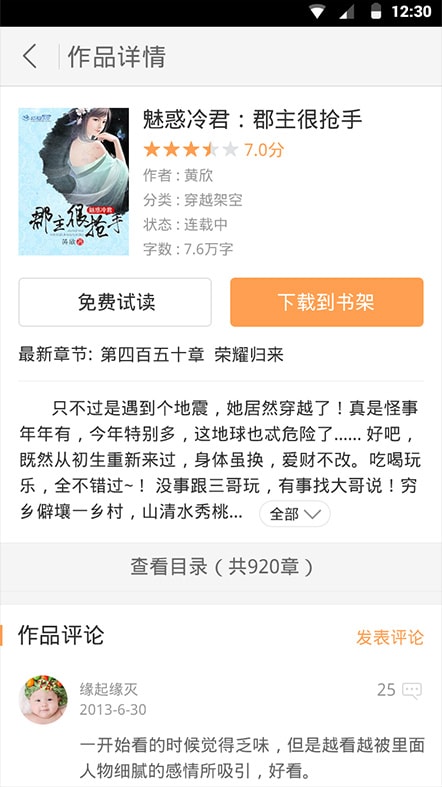 12:30
作品详情
魅惑冷君：郡主很抢手
7.0分
作者：黄欣
分类：穿越架空
状态：连载中
字数：7.6万字
魅惑冷君
郡主很抢手
黄欣
免费试读
下载到书架
最新章节: 第四百五十章 荣耀归来
只不过是遇到个地震，她居然穿越了！真是怪事
年年有，今年特别多，这地球也忒危险了...... 好吧，
既然从初生重新来过，身体虽换，爱财不改。吃喝玩
乐，全不错过~！ 没事跟三哥玩，有事找大哥说！穷
乡僻壤一乡村，山清水秀桃... 全部
查看目录（共920章）
作品评论
发表评论
缘起缘灭
25
2013-6-30
一开始看的时候觉得乏味，但是越看越被里面
人物细腻的感情所吸引，好看。